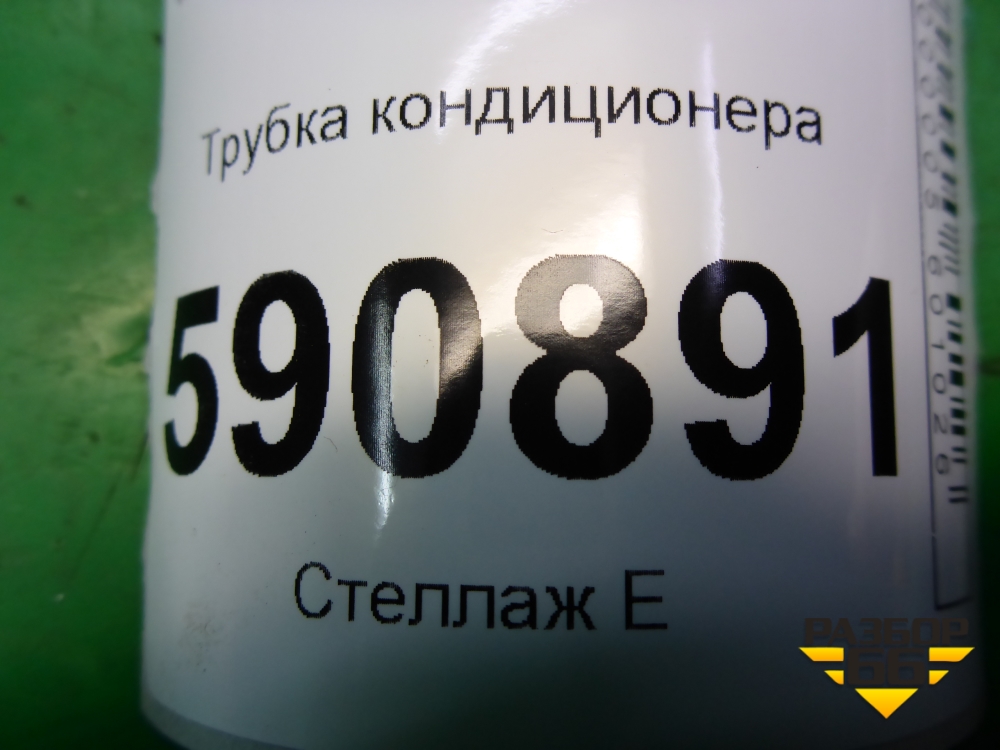 Трубка кондиционера
590891
Стеллаж Е
РАЗБОР
66